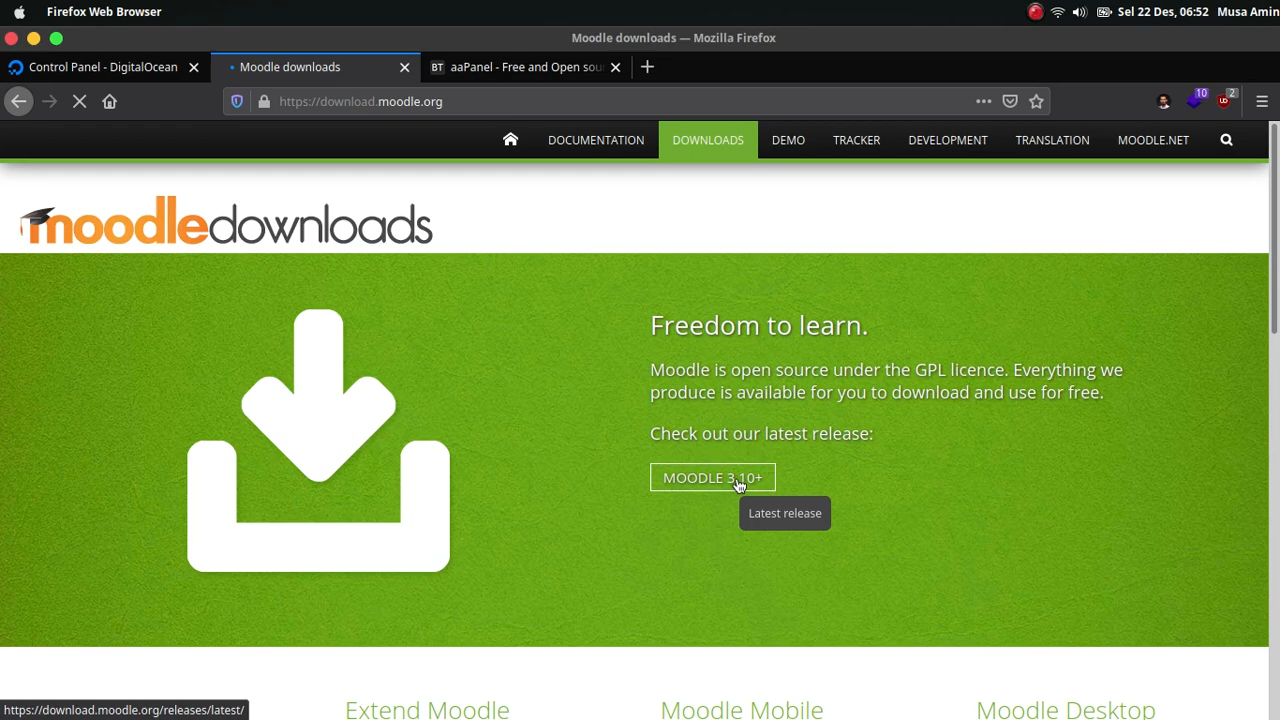 Firefox Web Browser
Sel 22 Des, 06:52
Musa Amin
Moodle downloads — Mozilla Firefox
Control Panel - DigitalOcean
Moodle downloads
BT
aaPanel - Free and Open sou
https://download.moodle.org
10
2
UD
DOCUMENTATION
DOWNLOADS
DEMO
TRACKER
DEVELOPMENT
TRANSLATION
MOODLE.NET
moodledownloads
Freedom to learn.
Moodle is open source under the GPL licence. Everything we
produce is available for you to download and use for free.
Check out our latest release:
MOODLE 3.10+
Latest release
https://download.moodle.org/releases/latest/
Extend Moodle
Moodle Mobile
Moodle Desktop